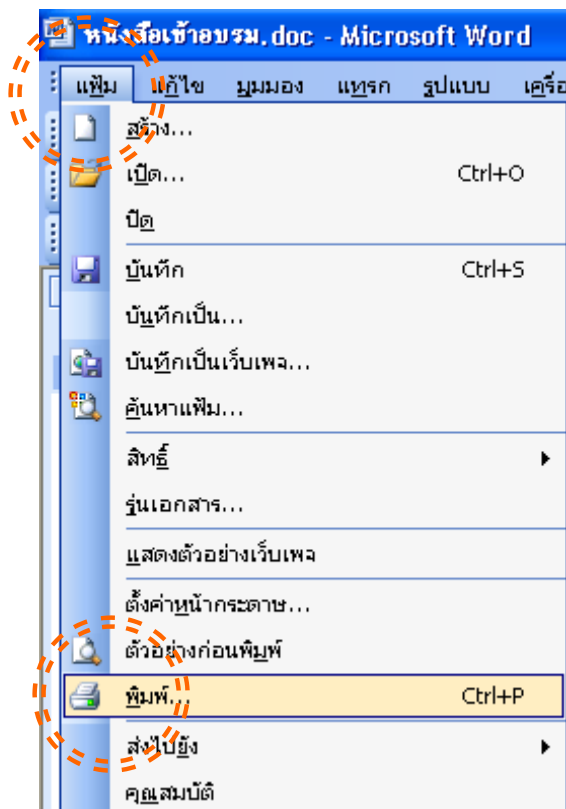 หนังสือเข้าอบรม.doc - Microsoft Word
แฟ้ม แก้ไข มุมมอง แทรก รูปแบบ
สร้าง...
เปิด... Ctrl+O
ปิด
บันทึก Ctrl+S
บันทึกเป็น...
บันทึกเป็นเว็บเพจ...
ค้นหาแฟ้ม...
สิทธิ์
รุ่นเอกสาร...
แสดงตัวอย่างเว็บเพจ
ตั้งค่าหน้ากระดาษ...
ตัวอย่างก่อนพิมพ์
พิมพ์... Ctrl+P
ส่งไปยัง
คุณสมบัติ